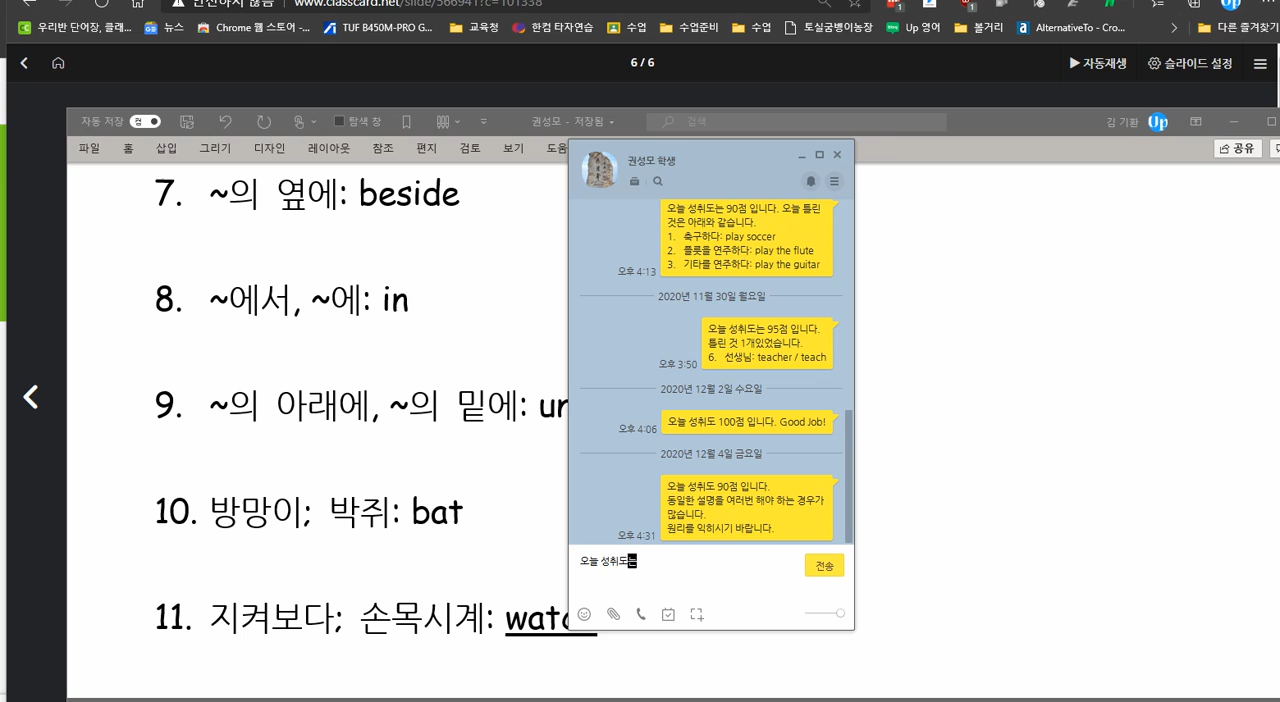 www.classcard.net/slide/566941?c=101338
우리반 단어장, 클래...
뉴스
Chrome 웹 스토어 -...
TUF B450M-PRO G...
교육청
한컴 타자연습
수업
수업준비
수업
토실궁뱅이농장
Up 영어
볼거리
AlternativeTo - Cro...
다른 즐겨찾기
6 / 6
자동재생
슬라이드 설정
자동 저장
권성모 - 저장됨
검색
김 기환
Up
파일
홈
삽입
그리기
디자인
레이아웃
참조
편지
검토
보기
도움
공유
7. ~의 옆에: beside
8. ~에서, ~에: in
9. ~의 아래에, ~의 밑에:
10. 방망이; 박쥐: bat
11. 지켜보다; 손목시계:
권성모 학생
오늘 성취도는 90점 입니다. 오늘 틀린
것은 아래와 같습니다.
1. 축구하다: play soccer
2. 플룻을 연주하다: play the flute
3. 기타를 연주하다: play the guitar
오후 4:13
2020년 11월 30일 월요일
오늘 성취도는 95점 입니다.
틀린 것 1개있었습니다.
6. 선생님: teacher / teach
오후 3:50
2020년 12월 2일 수요일
오늘 성취도 100점 입니다. Good Job!
오후 4:06
2020년 12월 4일 금요일
오늘 성취도 90점 입니다.
동일한 설명을 여러번 해야 하는 경우가
많습니다.
원리를 익히시기 바랍니다.
오후 4:31
오늘 성취도는
전송